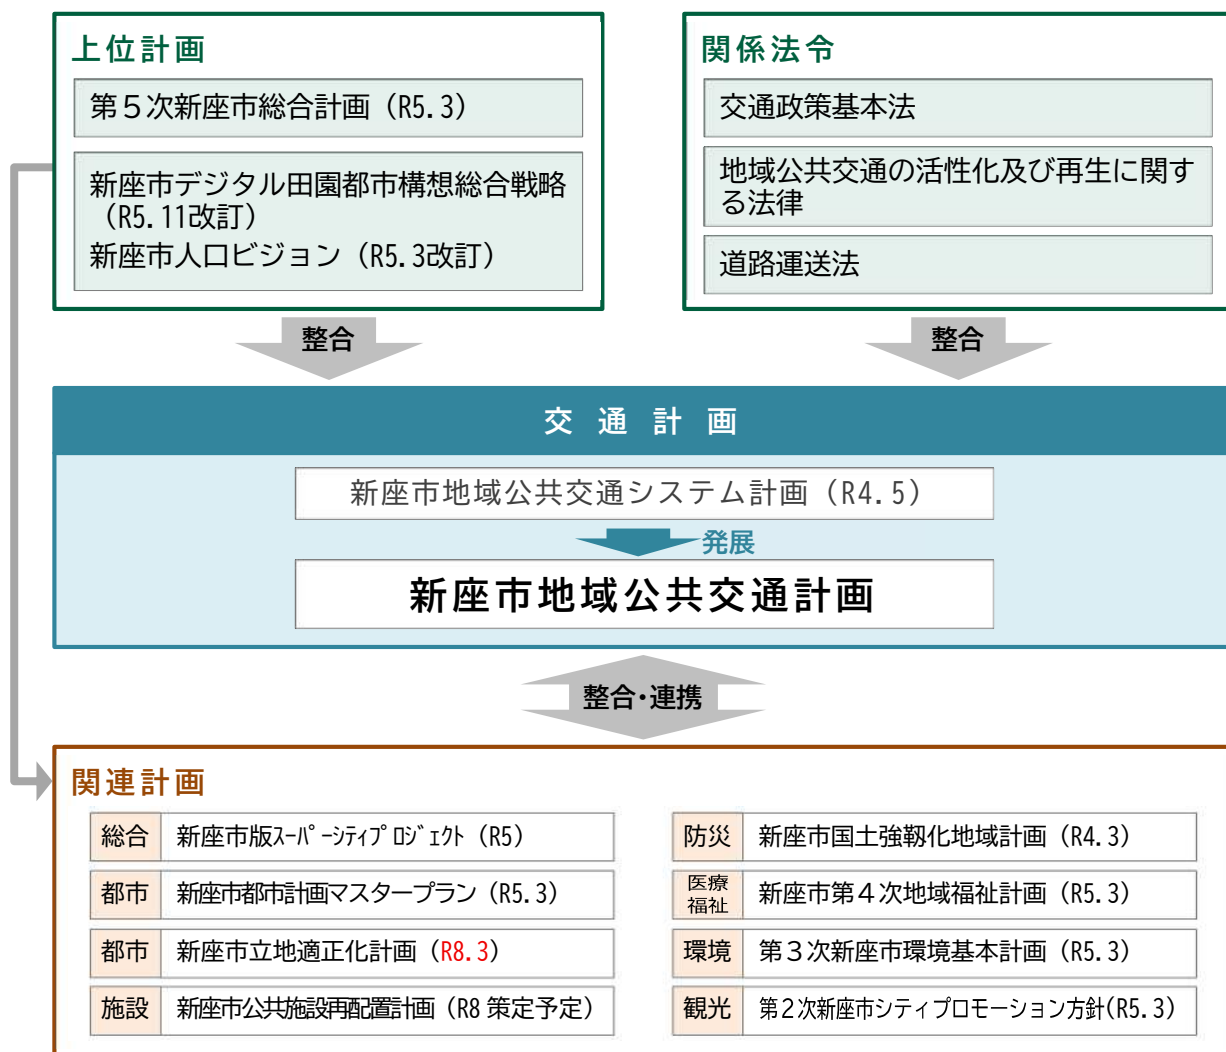 上位計画
第５次新座市総合計画（R5.3）
新座市デジタル田園都市構想総合戦略
（R5.11改訂）
新座市人口ビジョン（R5.3改訂）
関係法令
交通政策基本法
地域公共交通の活性化及び再生に関す
る法律
道路運送法
整合
整合
交通計画
新座市地域公共交通システム計画（R4.5）
発展
新座市地域公共交通計画
整合・連携
関連計画
総合 新座市版ｽｰﾊﾟｰｼﾃｨﾌﾟﾛｼﾞｪｸﾄ（R5）
都市 新座市都市計画マスタープラン（R5.3）
都市 新座市立地適正化計画（R8.3）
施設 新座市公共施設再配置計画（R8 策定予定）
防災 新座市国土強靱化地域計画（R4.3）
医療
福祉 新座市第４次地域福祉計画（R5.3）
環境 第３次新座市環境基本計画（R5.3）
観光 第２次新座市シティプロモーション方針(R5.3)